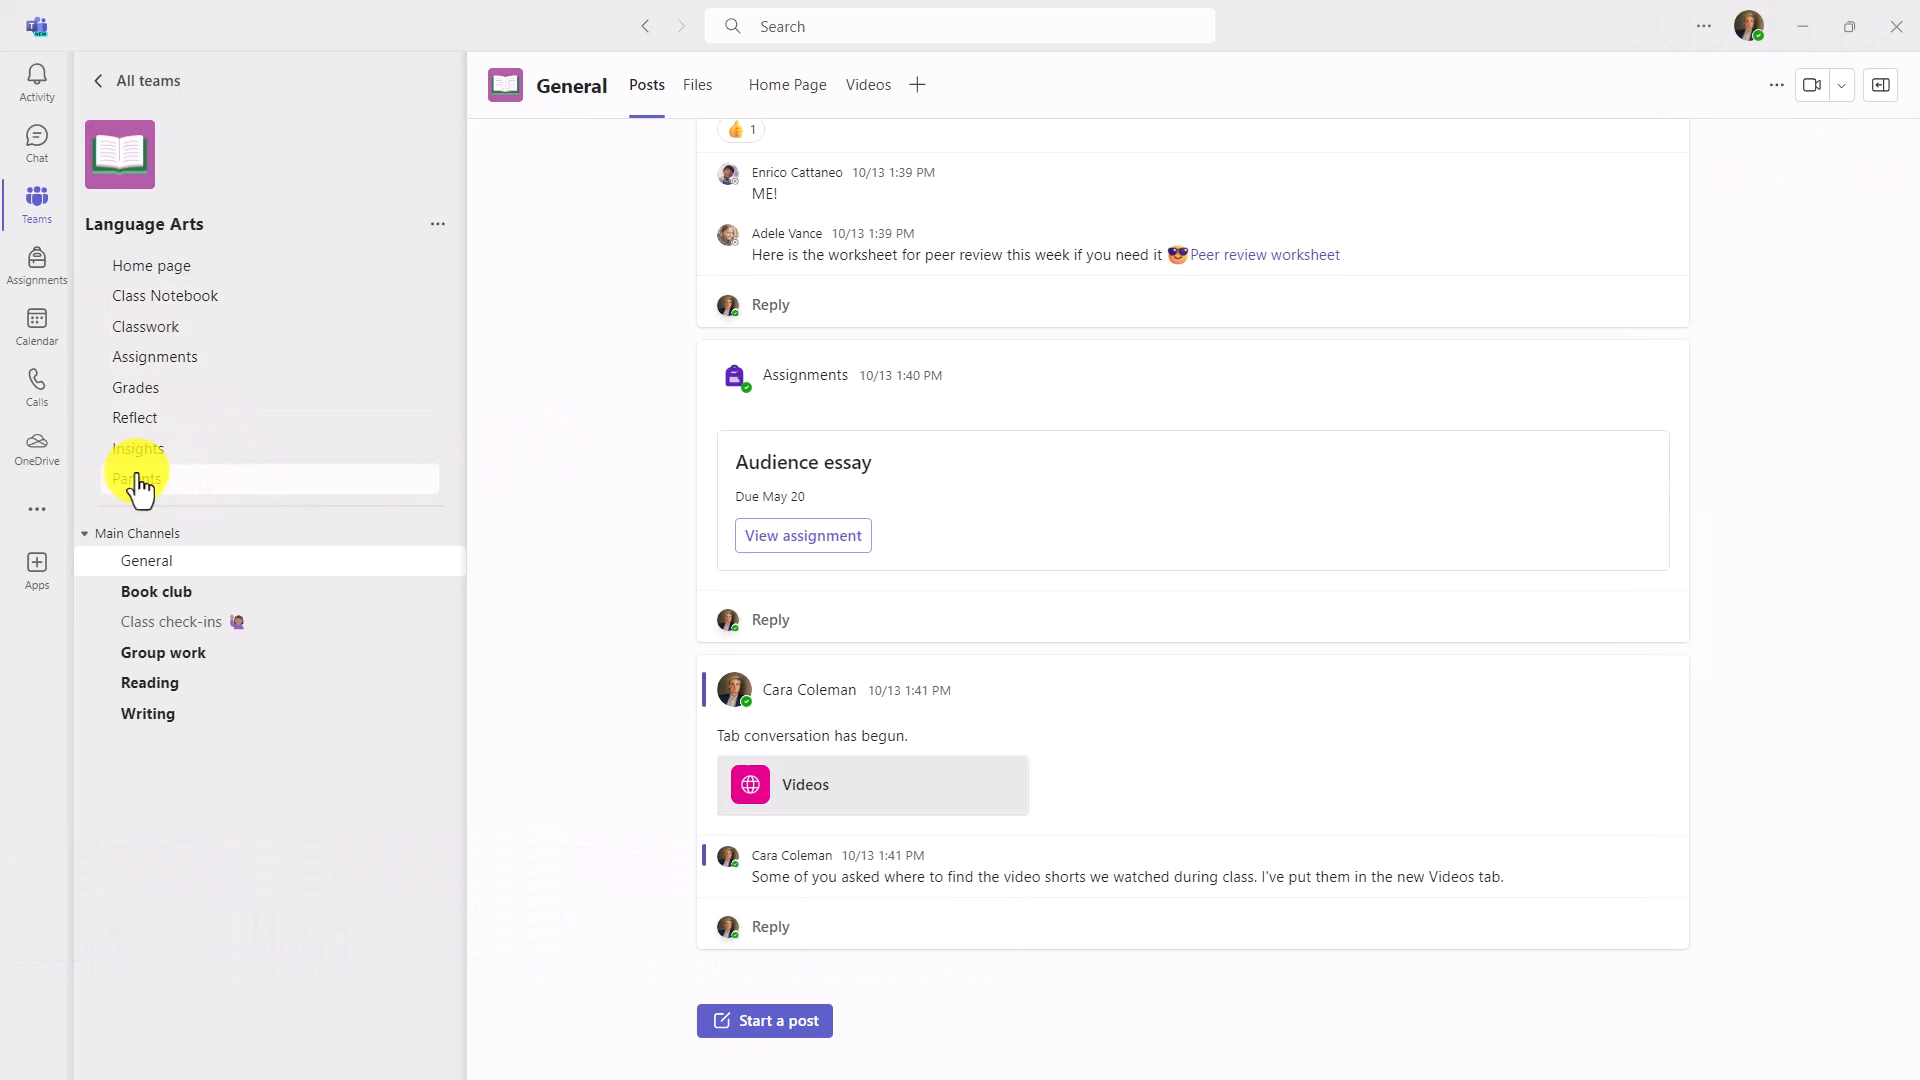 Search
Activity
Chat
Teams
Assignments
Calendar
Calls
OneDrive
Apps
All teams
Language Arts
Home page
Class Notebook
Classwork
Assignments
Grades
Reflect
Insights
Parents
Main Channels
General
Book club
Class check-ins
Group work
Reading
Writing
General Posts Files Home Page Videos
1
Enrico Cattaneo 10/13 1:39 PM
ME!
Adele Vance 10/13 1:39 PM
Here is the worksheet for peer review this week if you need it 😎Peer review worksheet
Reply
Assignments 10/13 1:40 PM
Audience essay
Due May 20
View assignment
Reply
Cara Coleman 10/13 1:41 PM
Tab conversation has begun.
Videos
Cara Coleman 10/13 1:41 PM
Some of you asked where to find the video shorts we watched during class. I've put them in the new Videos tab.
Reply
Start a post